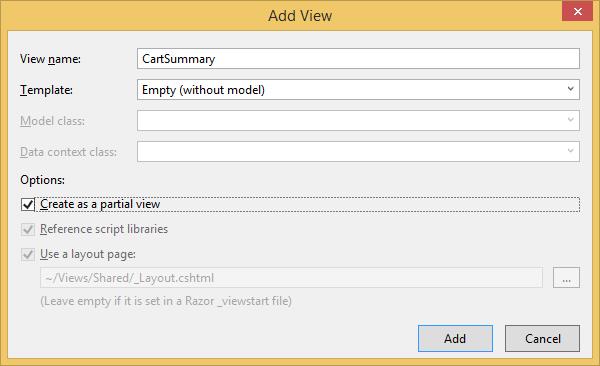 Add View
View name: CartSummary
Template: Empty (without model)
Model class:
Data context class:
Options:
Create as a partial view
Reference script libraries
Use a layout page:
~/Views/Shared/_Layout.cshtml ...
(Leave empty if it is set in a Razor _viewstart file)
Add Cancel